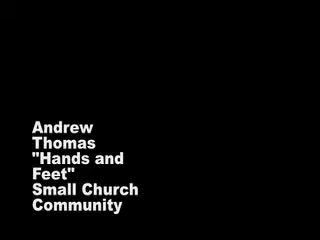 Andrew
Thomas
"Hands and
Feet"
Small Church
Community